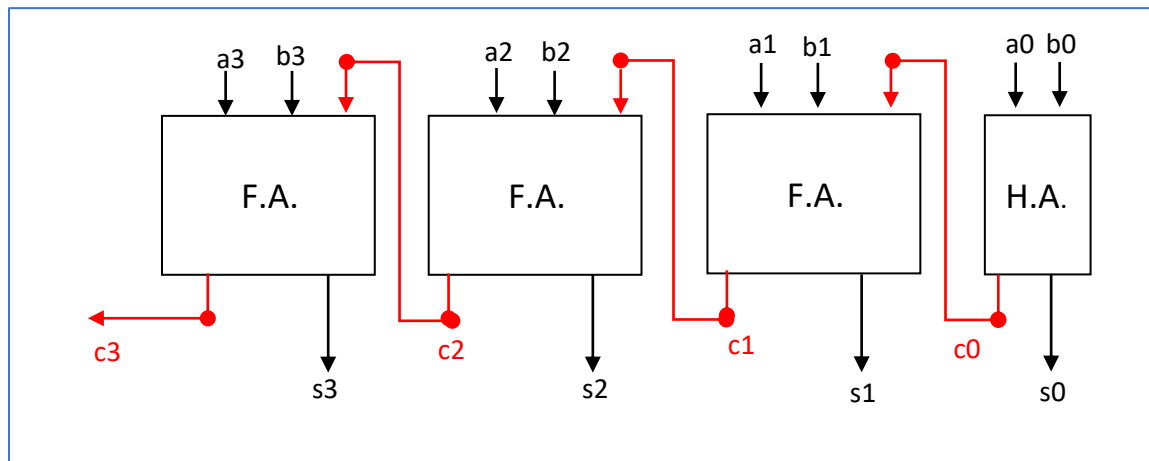 a3 b3 a2 b2 a1 b1 a0 b0
F.A. F.A. F.A. H.A.
c3 c2 c1 c0
s3 s2 s1 s0